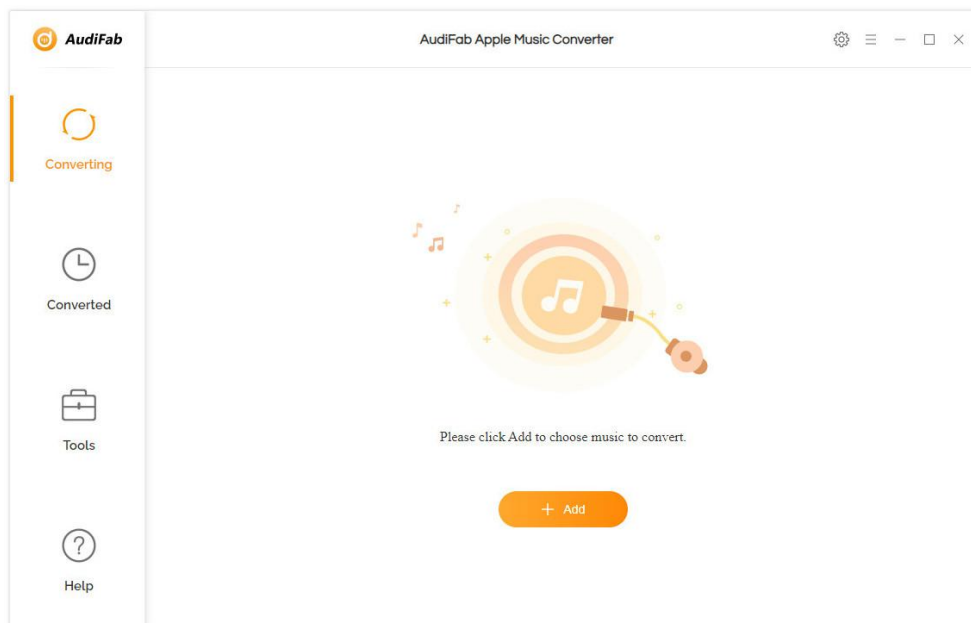 AudiFab
AudiFab Apple Music Converter
Converting
Converted
Tools
Help
Please click Add to choose music to convert.
+ Add